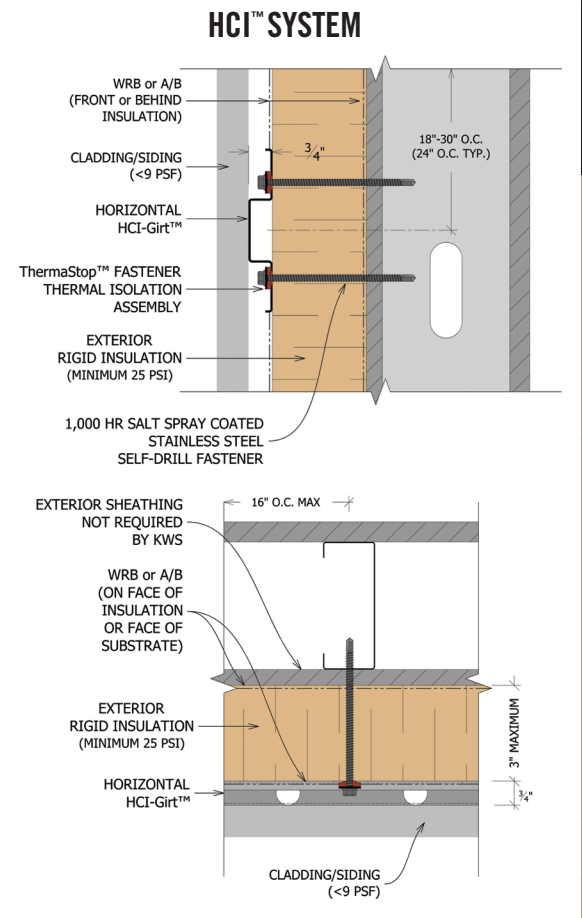 HCI™ SYSTEM
WRB or A/B
(FRONT or BEHIND
INSULATION)
3/4"
18"-30" O.C.
(24" O.C. TYP.)
CLADDING/SIDING
(<9 PSF)
HORIZONTAL
HCI-Girt™
ThermaStop™ FASTENER
THERMAL ISOLATION
ASSEMBLY
EXTERIOR
RIGID INSULATION
(MINIMUM 25 PSI)
1,000 HR SALT SPRAY COATED
STAINLESS STEEL
SELF-DRILL FASTENER
16" O.C. MAX
EXTERIOR SHEATHING
NOT REQUIRED
BY KWS
WRB or A/B
(ON FACE OF
INSULATION
OR FACE OF
SUBSTRATE)
EXTERIOR
RIGID INSULATION
(MINIMUM 25 PSI)
3" MAXIMUM
HORIZONTAL
HCI-Girt™
3/4"
CLADDING/SIDING
(<9 PSF)